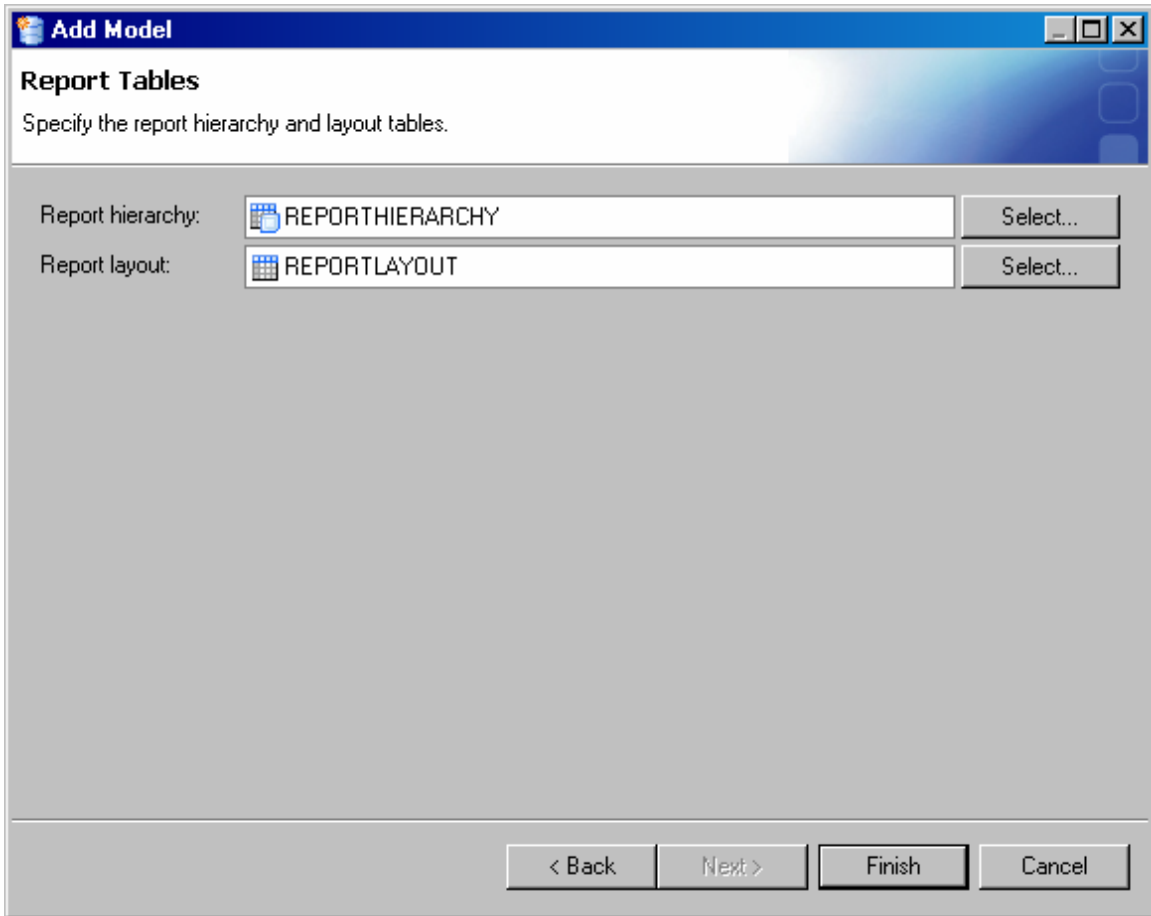 Add Model
Report Tables
Specify the report hierarchy and layout tables.
Report hierarchy: REPORTHIERARCHY Select...
Report layout: REPORTLAYOUT Select...
< Back Next > Finish Cancel